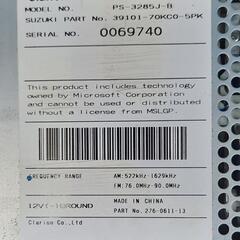 MODEL NO. PS-3285J-B
SUZUKI PART No. 39101-70KC0-5PK
SERIAL NO. 0069740
This product includes technology
owned by Microsoft Corporation
and cannot be used or distributed
without a license from MSLGP.
FREQUENCY RANGE AM:522kHz-1629kHz
FM:76.0MHz-90.0MHz
MADE IN CHINA
12V⎓(-)GROUND PART No. 276-0611-13
Clarion Co.,Ltd